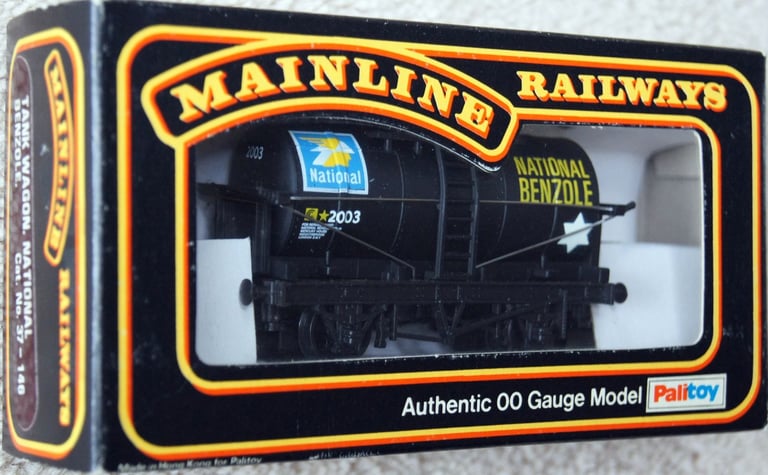 MAINLINE
RAILWAYS
2003
National
NATIONAL
BENZOLE
2003
Authentic 00 Gauge Model
Palitoy
Made in Hong Kong for Palitoy
MAINLINE
RAILWAYS
TANK WAGON. NATIONAL
BENZOLE.
Cat. No. 37-146